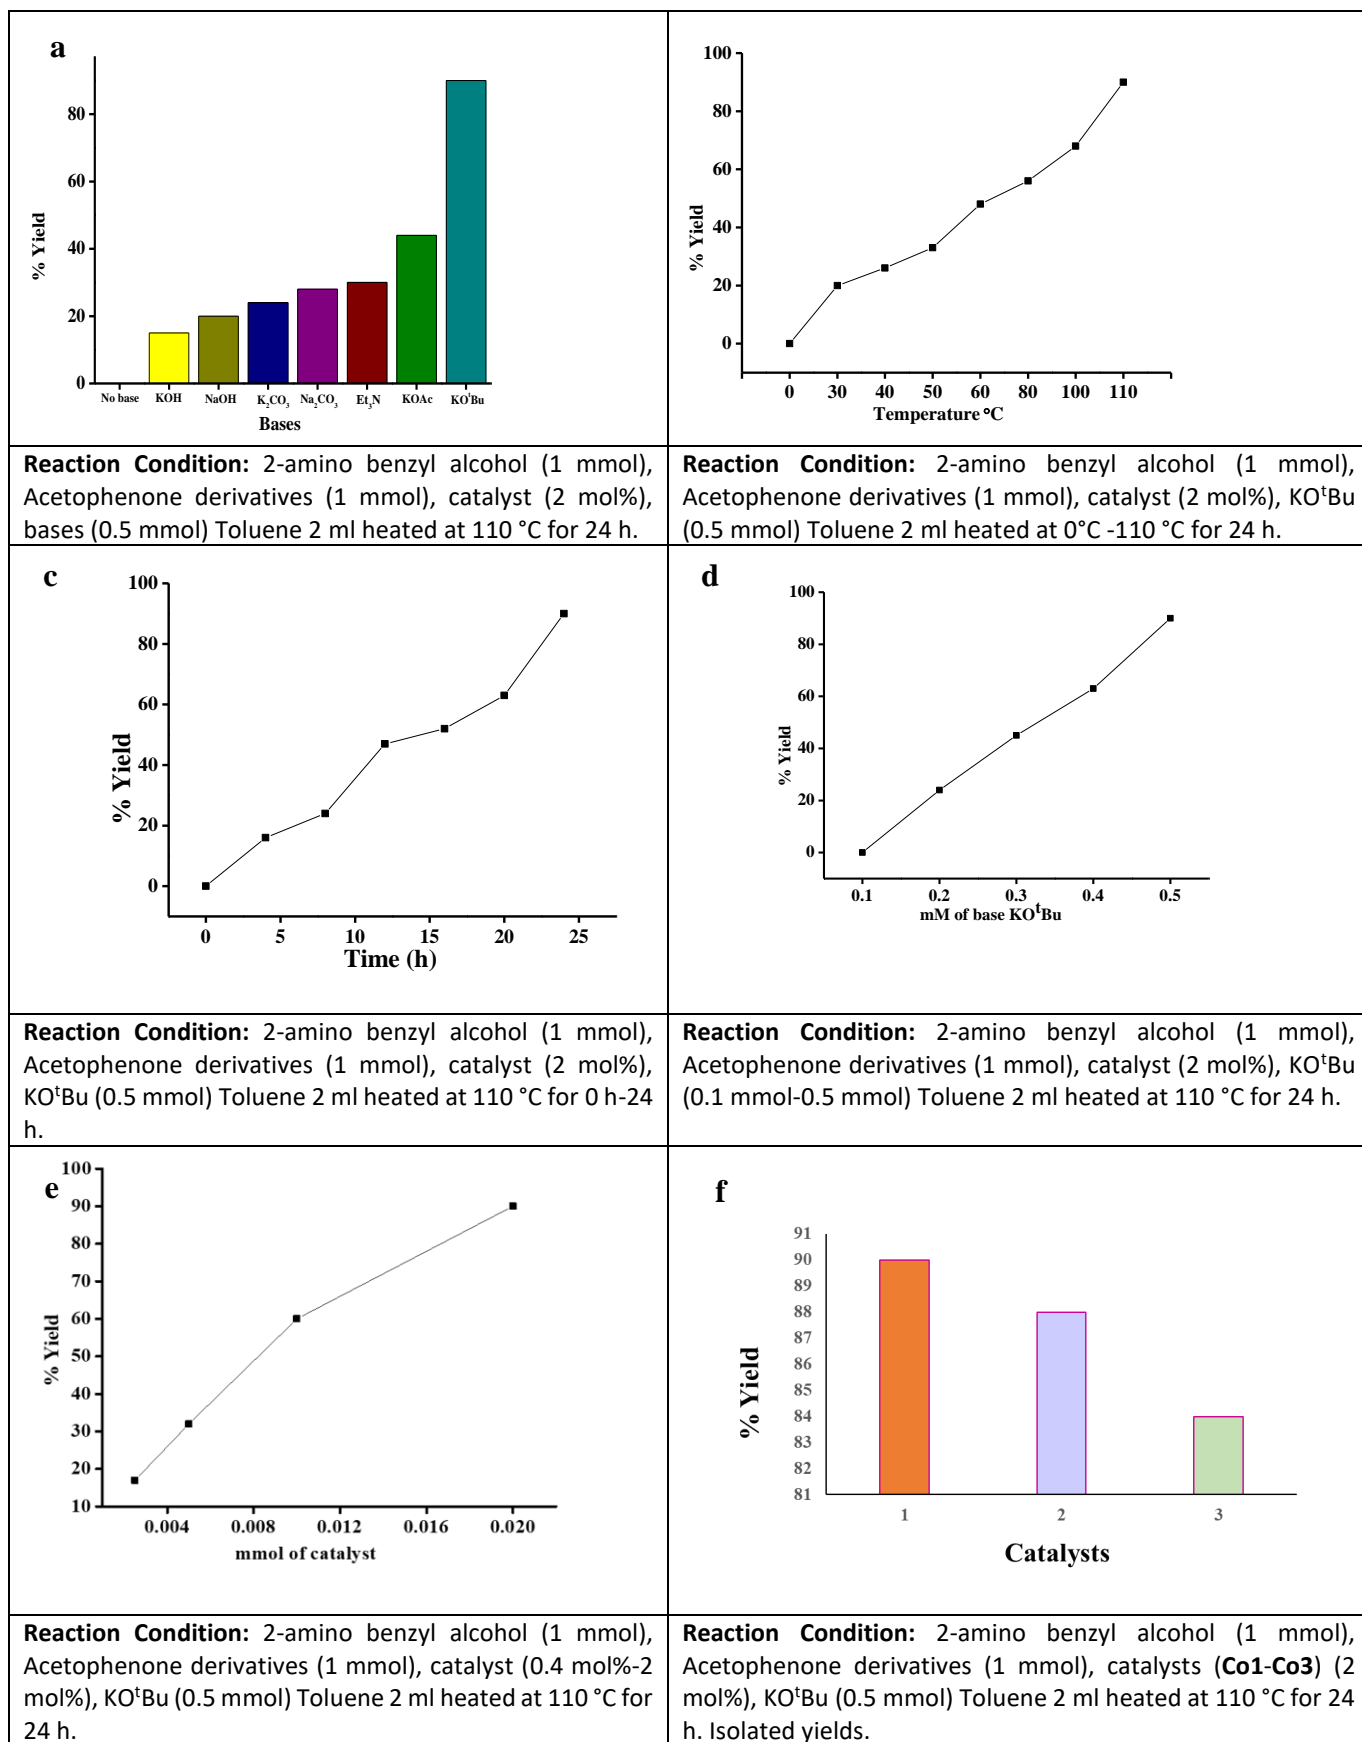 a
80
60
40
20
0
% Yield
No base KOH NaOH K₂CO₃ Na₂CO₃ Et₃N KOAc KOᵗBu
Bases
100
80
60
40
20
0
% Yield
0 30 40 50 60 80 100 110
Temperature °C
Reaction Condition: 2-amino benzyl alcohol (1 mmol),
Acetophenone derivatives (1 mmol), catalyst (2 mol%),
bases (0.5 mmol) Toluene 2 ml heated at 110 °C for 24 h.
Reaction Condition: 2-amino benzyl alcohol (1 mmol),
Acetophenone derivatives (1 mmol), catalyst (2 mol%), KOᵗBu
(0.5 mmol) Toluene 2 ml heated at 0°C -110 °C for 24 h.
c
100
80
60
40
20
0
% Yield
0 5 10 15 20 25
Time (h)
d
100
80
60
40
20
0
% Yield
0.1 0.2 0.3 0.4 0.5
mM of base KOᵗBu
Reaction Condition: 2-amino benzyl alcohol (1 mmol),
Acetophenone derivatives (1 mmol), catalyst (2 mol%),
KOᵗBu (0.5 mmol) Toluene 2 ml heated at 110 °C for 0 h-24
h.
Reaction Condition: 2-amino benzyl alcohol (1 mmol),
Acetophenone derivatives (1 mmol), catalyst (2 mol%), KOᵗBu
(0.1 mmol-0.5 mmol) Toluene 2 ml heated at 110 °C for 24 h.
e
100
90
80
70
60
50
40
30
20
10
% Yield
0.004 0.008 0.012 0.016 0.020
mmol of catalyst
f
91
90
89
88
87
86
85
84
83
82
81
% Yield
1 2 3
Catalysts
Reaction Condition: 2-amino benzyl alcohol (1 mmol),
Acetophenone derivatives (1 mmol), catalyst (0.4 mol%-2
mol%), KOᵗBu (0.5 mmol) Toluene 2 ml heated at 110 °C for
24 h.
Reaction Condition: 2-amino benzyl alcohol (1 mmol),
Acetophenone derivatives (1 mmol), catalysts (Co1-Co3) (2
mol%), KOᵗBu (0.5 mmol) Toluene 2 ml heated at 110 °C for 24
h. Isolated yields.